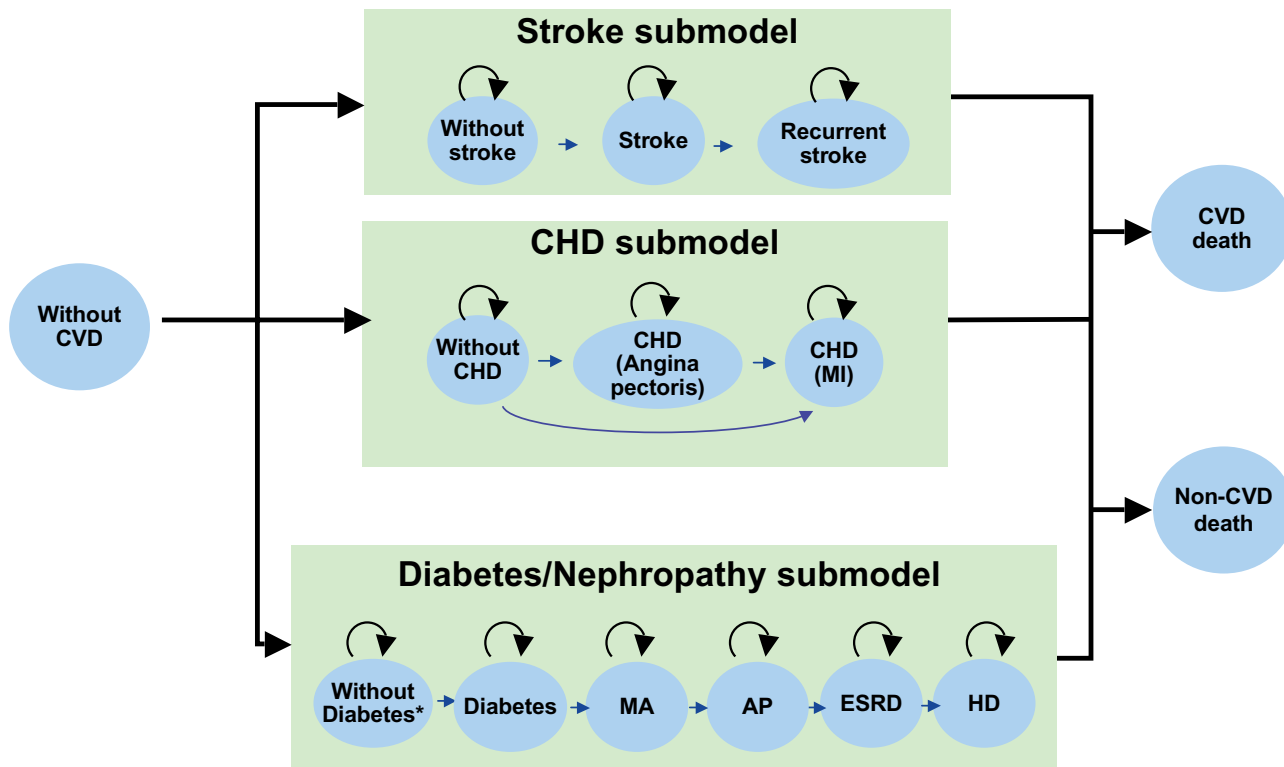 Stroke submodel
Without
stroke
Stroke
Recurrent
stroke
CVD
death
CHD submodel
Without
CVD
Without
CHD
CHD
(Angina
pectoris)
CHD
(MI)
Non-CVD
death
Diabetes/Nephropathy submodel
Without
Diabetes*
Diabetes
MA
AP
ESRD
HD